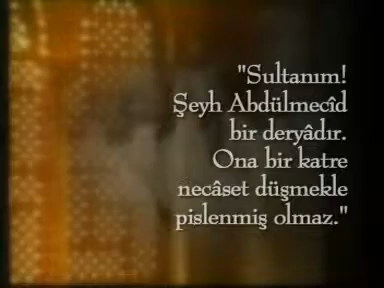 "Sultanım!
Şeyh Abdülmecîd
bir deryâdır.
Ona bir katre
necâset düşmekle
pislenmiş olmaz."